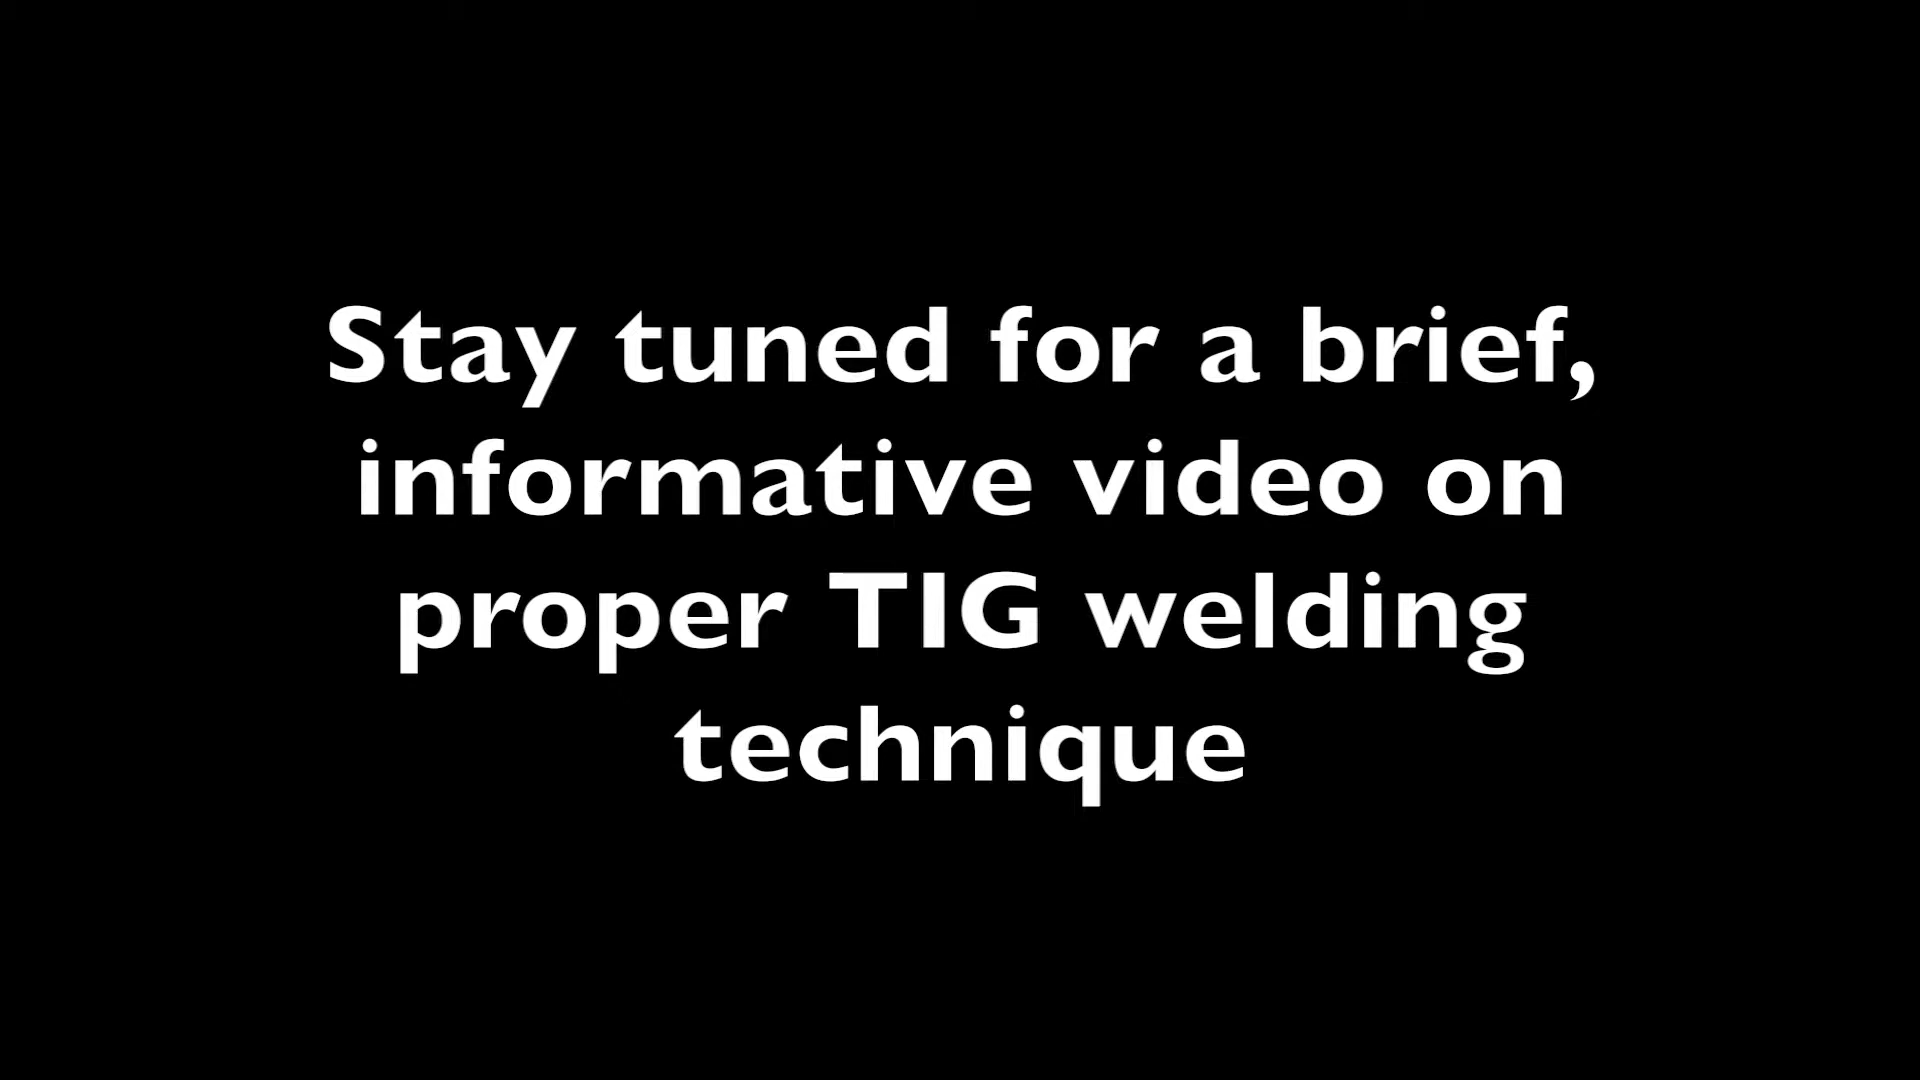 Stay tuned for a brief,
informative video on
proper TIG welding
technique